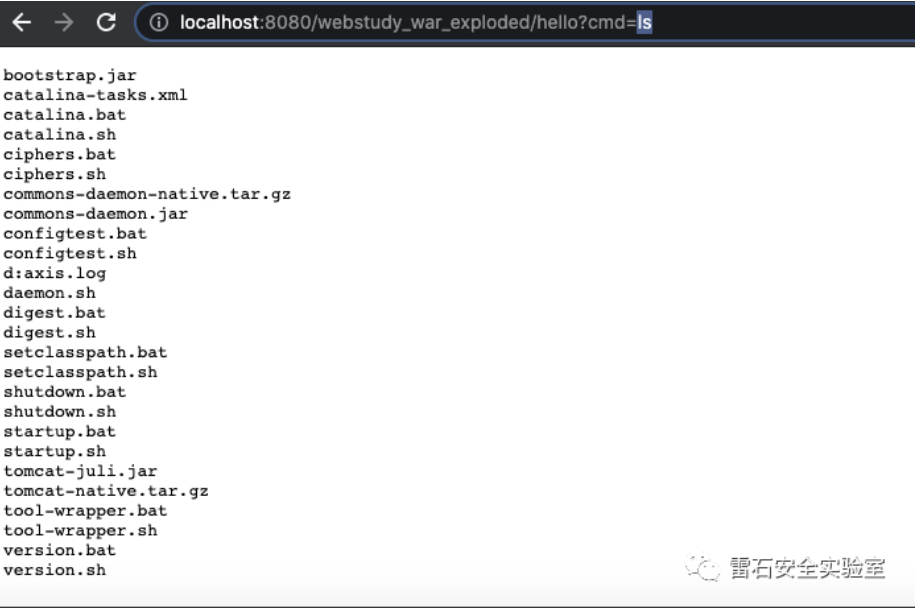 localhost:8080/webstudy_war_exploded/hello?cmd=ls
bootstrap.jar
catalina-tasks.xml
catalina.bat
catalina.sh
ciphers.bat
ciphers.sh
commons-daemon-native.tar.gz
commons-daemon.jar
configtest.bat
configtest.sh
d:axis.log
daemon.sh
digest.bat
digest.sh
setclasspath.bat
setclasspath.sh
shutdown.bat
shutdown.sh
startup.bat
startup.sh
tomcat-juli.jar
tomcat-native.tar.gz
tool-wrapper.bat
tool-wrapper.sh
version.bat
version.sh
雷石安全实验室